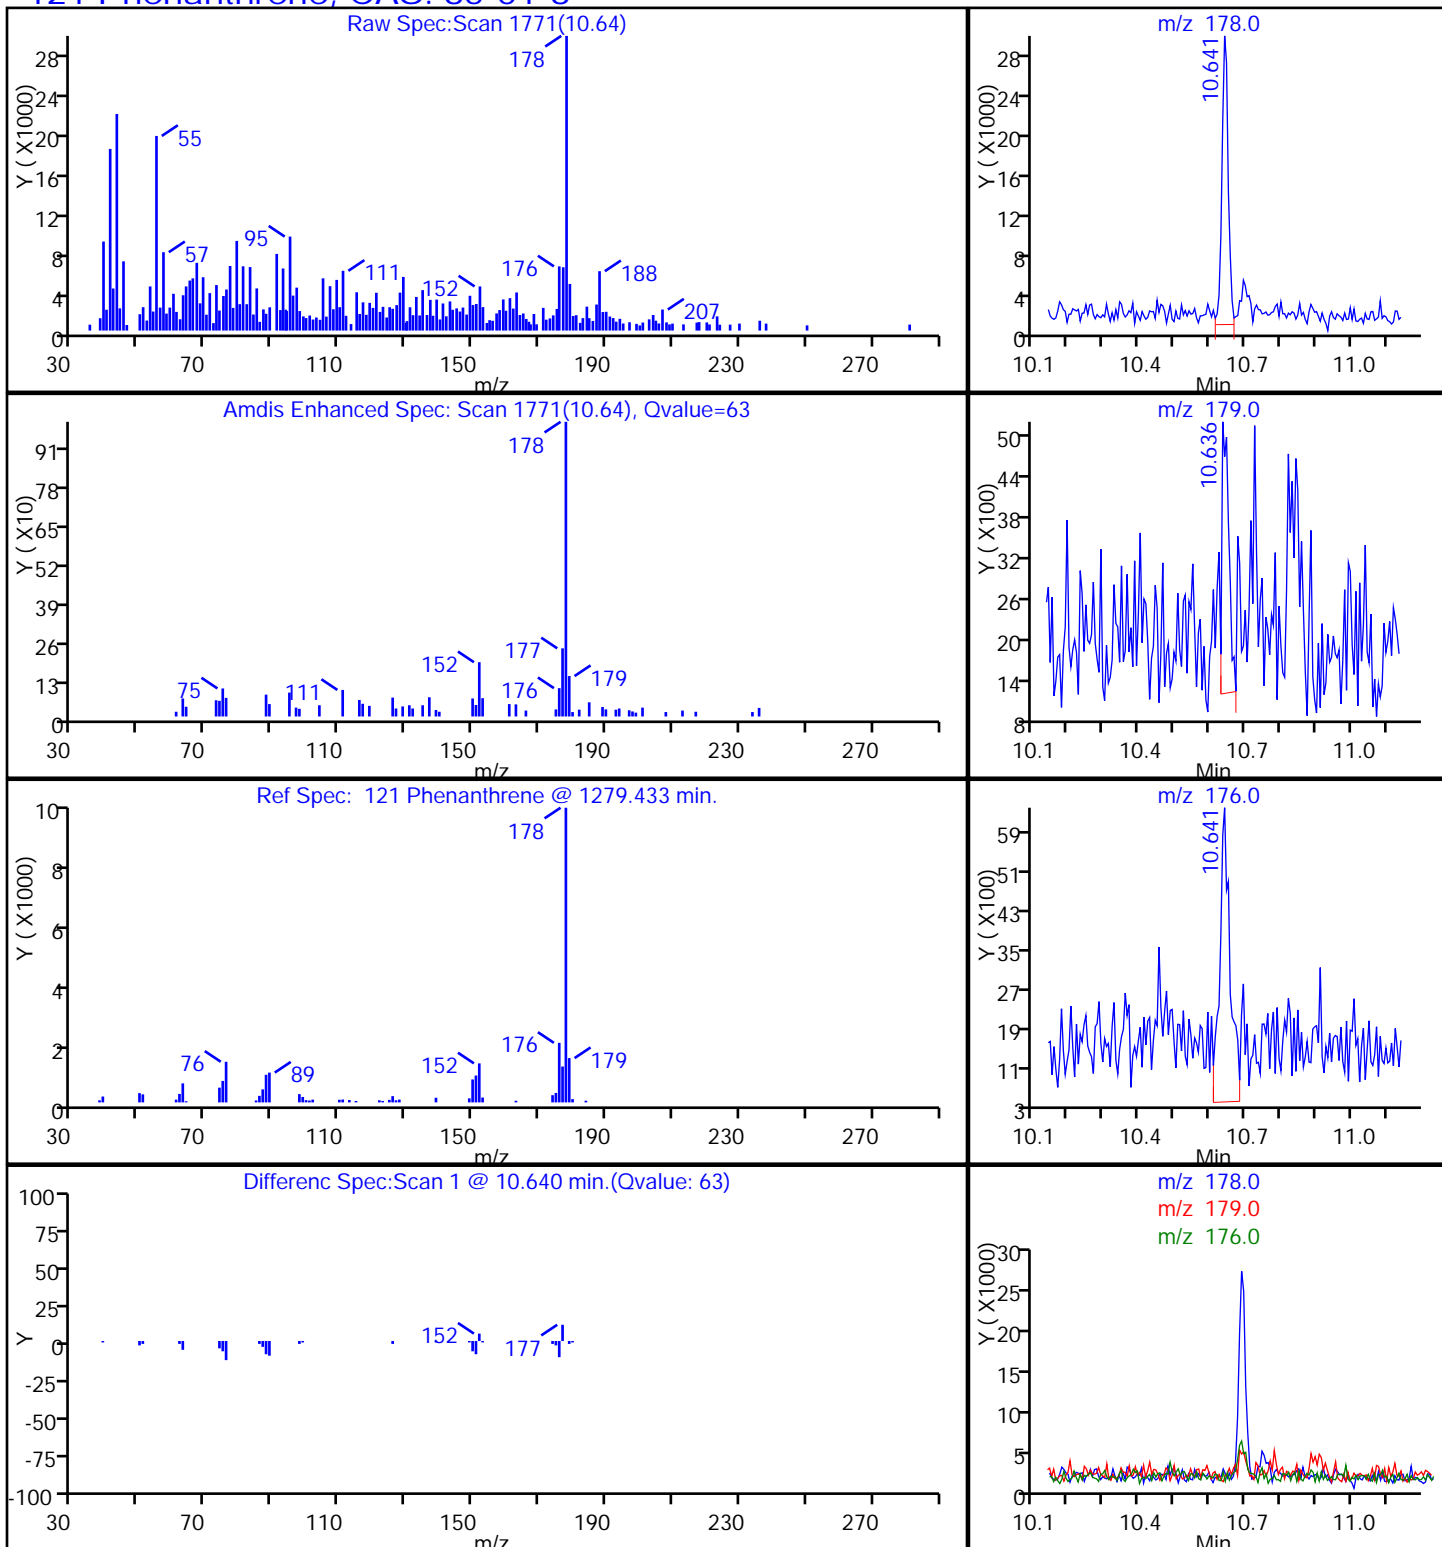 121 Phenanthrene, CAS: 85-01-8
Raw Spec:Scan 1771(10.64)
Y ( X1000)
28
24
20
16
12
8
4
0
178
55
57
95
111
152
176
188
207
30 70 110 150 190 230 270
m/z
m/z 178.0
Y ( X1000)
28
24
20
16
12
8
4
0
10.641
10.1 10.4 10.7 11.0
Min
Amdis Enhanced Spec: Scan 1771(10.64), Qvalue=63
Y ( X10)
91
78
65
52
39
26
13
0
178
177
152
75
111
176
179
30 70 110 150 190 230 270
m/z
m/z 179.0
Y ( X100)
50
44
38
32
26
20
14
8
10.636
10.1 10.4 10.7 11.0
Min
Ref Spec: 121 Phenanthrene @ 1279.433 min.
Y ( X1000)
10
8
6
4
2
0
178
176
76
89
152
179
30 70 110 150 190 230 270
m/z
m/z 176.0
Y ( X100)
59
51
43
35
27
19
11
3
10.641
10.1 10.4 10.7 11.0
Min
Differenc Spec:Scan 1 @ 10.640 min.(Qvalue: 63)
Y
100
75
50
25
0
-25
-50
-75
-100
152
177
30 70 110 150 190 230 270
m/z
m/z 178.0
m/z 179.0
m/z 176.0
Y ( X1000)
30
25
20
15
10
5
0
10.1 10.4 10.7 11.0
Min